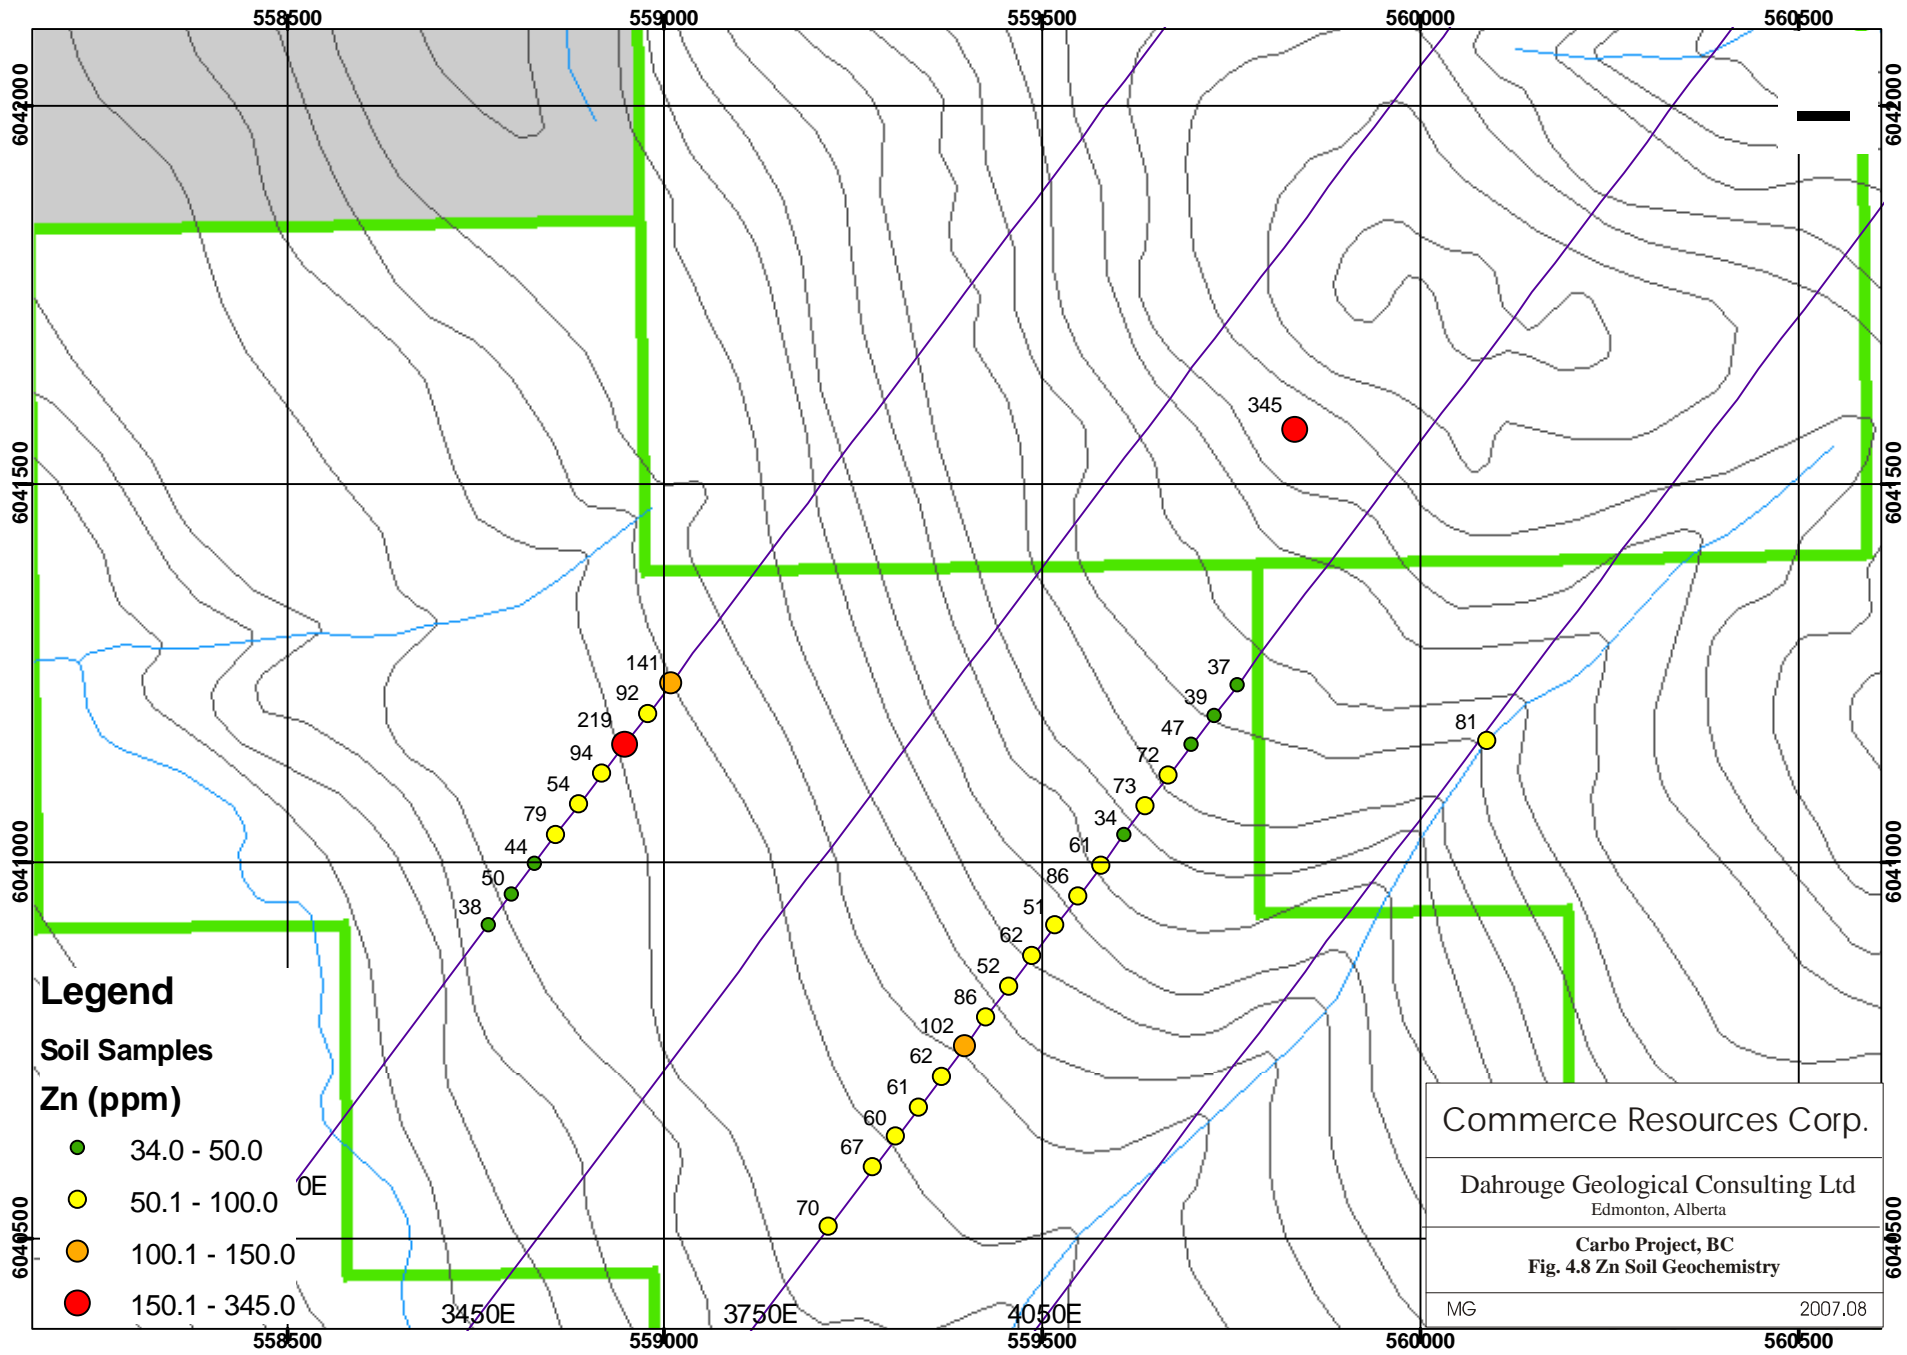 558500 559000 559500 560000 560500
6042000 6042000
345
6041500 6041500
141
37
92
39
219
47
81
94
72
54
73
79
34
44
61
6041000 6041000
50
86
38
51
62
52
86
102
62
61
60
67
70
6040500 6040500
Legend
Soil Samples
Zn (ppm)
34.0 - 50.0
50.1 - 100.0
100.1 - 150.0
150.1 - 345.0
0E
3450E 3750E 4050E
Commerce Resources Corp.
Dahrouge Geological Consulting Ltd
Edmonton, Alberta
Carbo Project, BC
Fig. 4.8 Zn Soil Geochemistry
MG 2007.08
558500 559000 559500 560000 560500